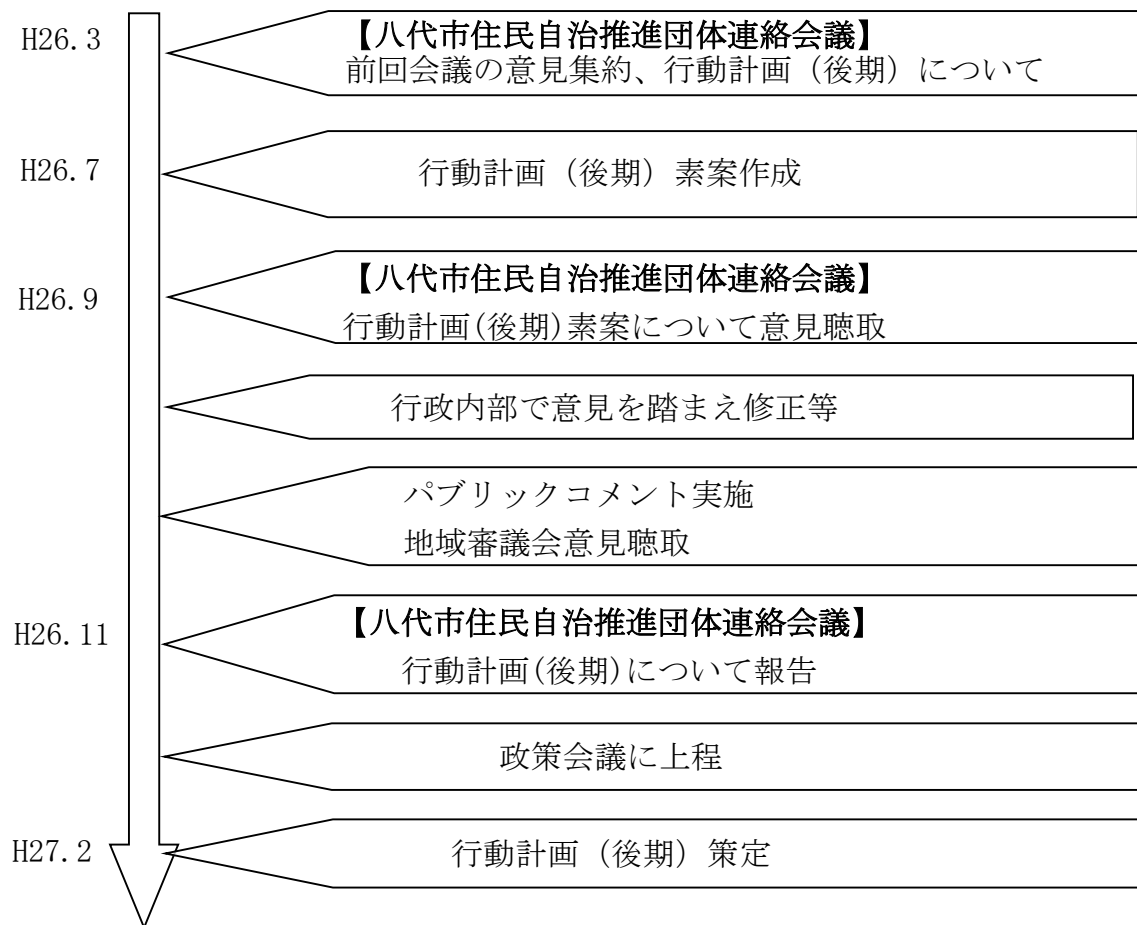 H26.3
【八代市住民自治推進団体連絡会議】
前回会議の意見集約、行動計画（後期）について
H26.7
行動計画（後期）素案作成
H26.9
【八代市住民自治推進団体連絡会議】
行動計画(後期)素案について意見聴取
行政内部で意見を踏まえ修正等
パブリックコメント実施
地域審議会意見聴取
H26.11
【八代市住民自治推進団体連絡会議】
行動計画(後期)について報告
政策会議に上程
H27.2
行動計画（後期）策定